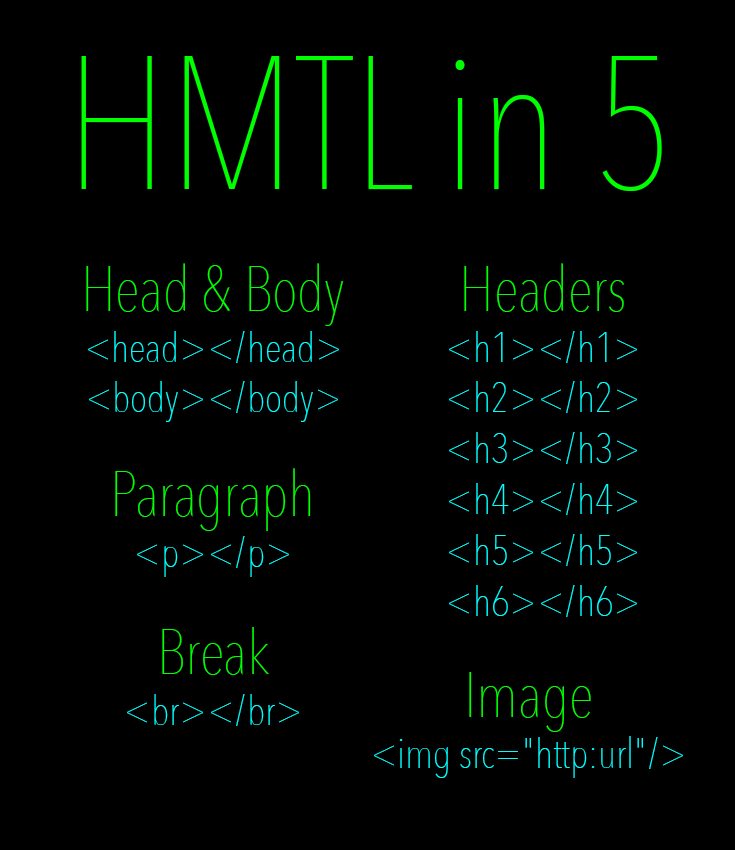 HMTL in 5
Head & Body
<head></head>
<body></body>
Paragraph
<p></p>
Break
<br></br>
Headers
<h1></h1>
<h2></h2>
<h3></h3>
<h4></h4>
<h5></h5>
<h6></h6>
Image
<img src="http:url"/>